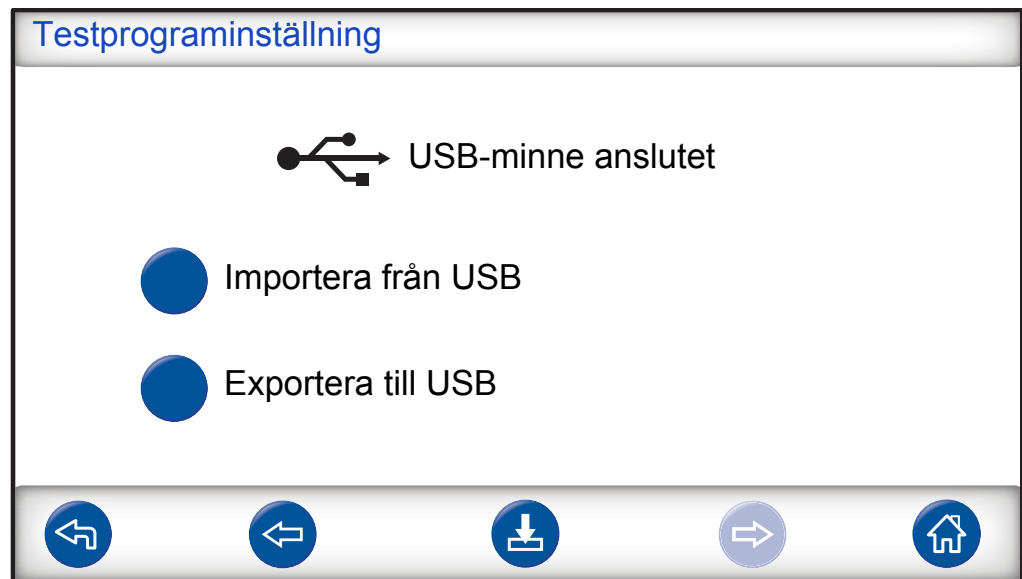 Testprograminställning
USB-minne anslutet
Importera från USB
Exportera till USB